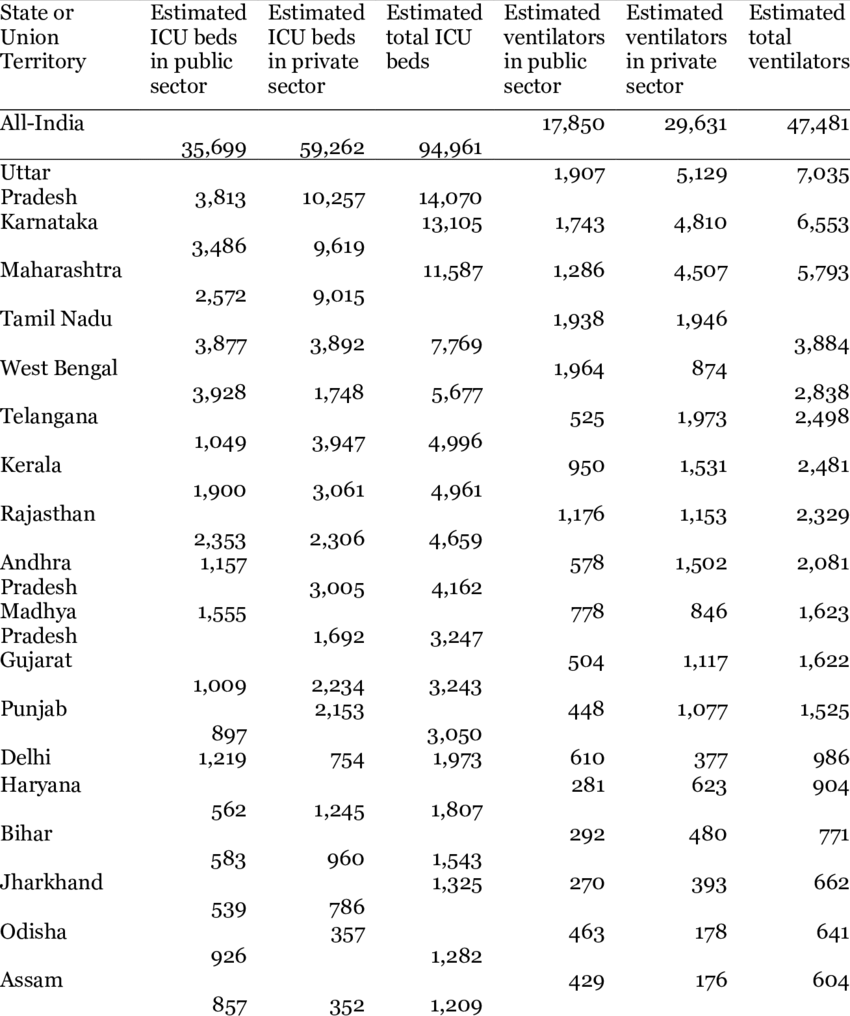 State or Estimated Estimated Estimated Estimated Estimated Estimated
Union ICU beds ICU beds total ICU ventilators ventilators total
Territory in public in private beds in public in private ventilators
sector sector sector sector
All-India 17,850 29,631 47,481
35,699 59,262 94,961
Uttar 1,907 5,129 7,035
Pradesh 3,813 10,257 14,070
Karnataka 13,105 1,743 4,810 6,553
3,486 9,619
Maharashtra 11,587 1,286 4,507 5,793
2,572 9,015
Tamil Nadu 1,938 1,946
3,877 3,892 7,769 3,884
West Bengal 1,964 874
3,928 1,748 5,677 2,838
Telangana 525 1,973 2,498
1,049 3,947 4,996
Kerala 950 1,531 2,481
1,900 3,061 4,961
Rajasthan 1,176 1,153 2,329
2,353 2,306 4,659
Andhra 1,157 578 1,502 2,081
Pradesh 3,005 4,162
Madhya 1,555 778 846 1,623
Pradesh 1,692 3,247
Gujarat 504 1,117 1,622
1,009 2,234 3,243
Punjab 2,153 448 1,077 1,525
897 3,050
Delhi 1,219 754 1,973 610 377 986
Haryana 281 623 904
562 1,245 1,807
Bihar 292 480 771
583 960 1,543
Jharkhand 1,325 270 393 662
539 786
Odisha 357 463 178 641
926 1,282
Assam 429 176 604
857 352 1,209